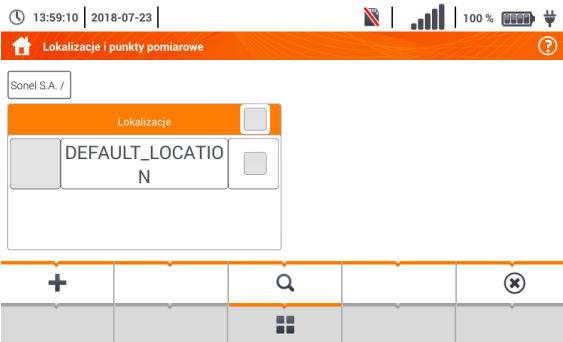 13:59:10 2018-07-23 100 %
Lokalizacje i punkty pomiarowe
Sonel S.A. /
Lokalizacje
DEFAULT_LOCATIO
N